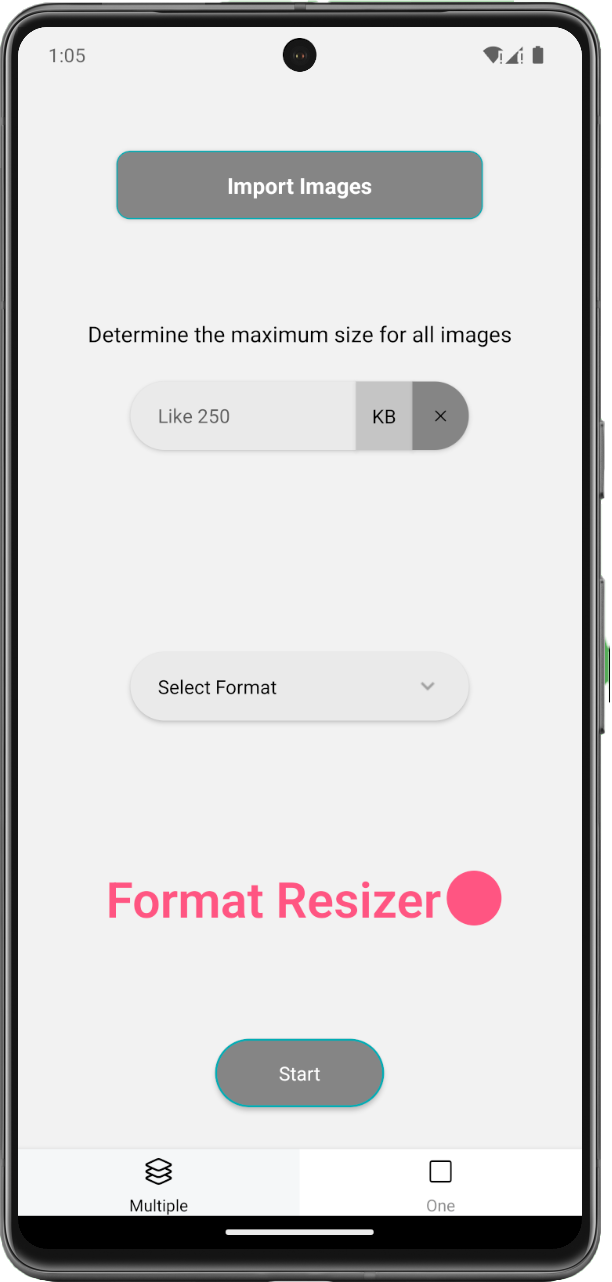 1:05
Import Images
Determine the maximum size for all images
Like 250
KB
Select Format
Format Resizer
Start
Multiple
One